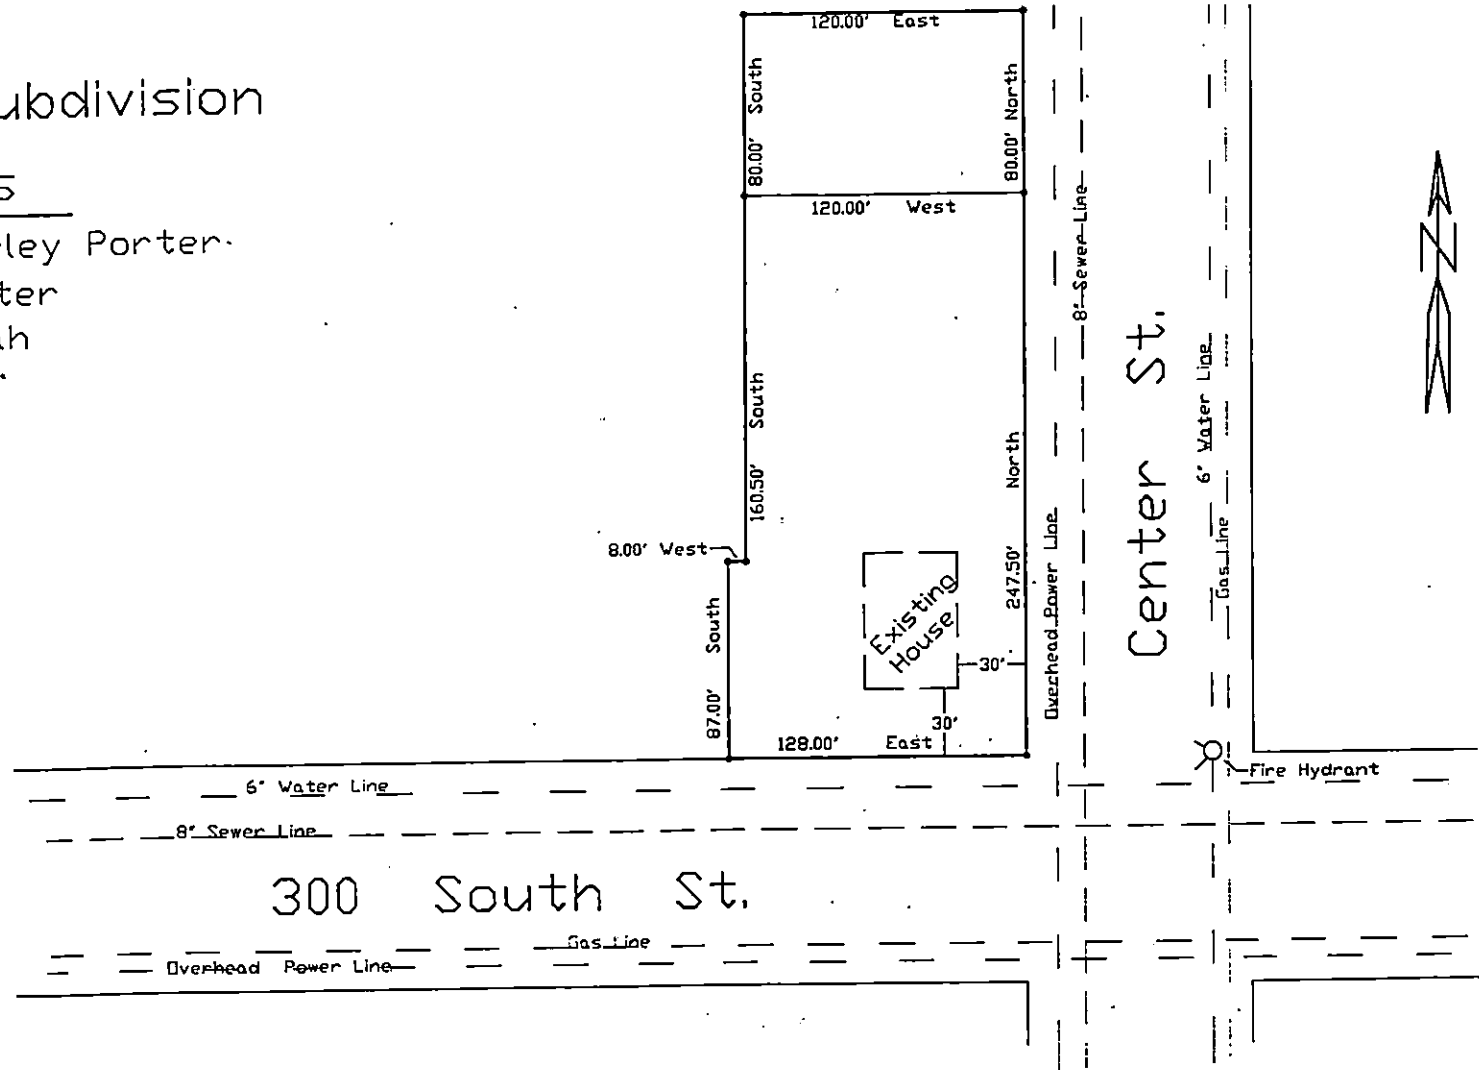 120.00' East
80.00' South
80.00' North
120.00' West
ubdivision
ley Porter
ter
8" Sewer Line
Center St.
6" Water Line
Gas Line
N
160.50' South
247.50' North
8.00' West
Overhead Power Line
Existing
House
30'
30'
87.00' South
128.00' East
Fire Hydrant
6" Water Line
8" Sewer Line
300 South St.
Gas Line
Overhead Power Line